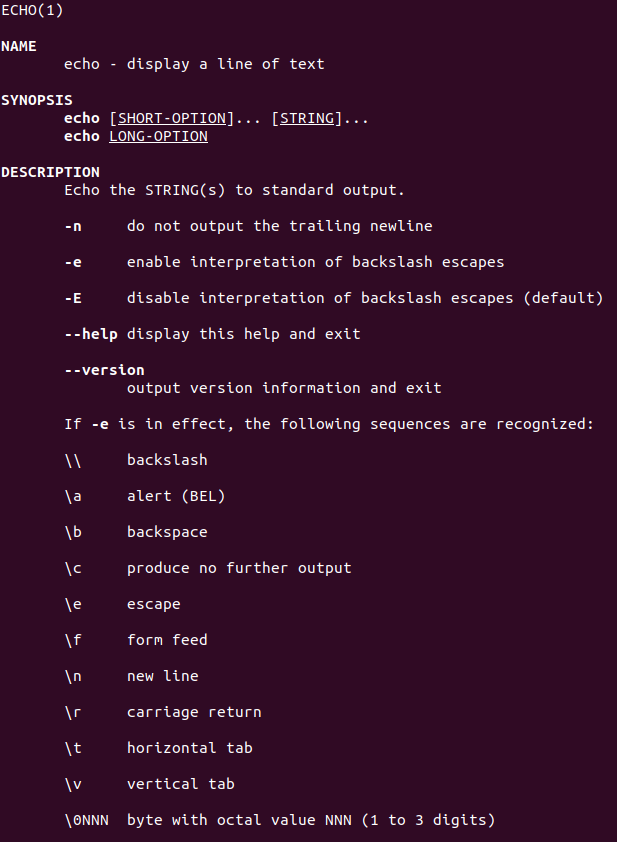 ECHO(1)
NAME
echo - display a line of text
SYNOPSIS
echo [SHORT-OPTION]... [STRING]...
echo LONG-OPTION
DESCRIPTION
Echo the STRING(s) to standard output.
-n do not output the trailing newline
-e enable interpretation of backslash escapes
-E disable interpretation of backslash escapes (default)
--help display this help and exit
--version
output version information and exit
If -e is in effect, the following sequences are recognized:
\\ backslash
\a alert (BEL)
\b backspace
\c produce no further output
\e escape
\f form feed
\n new line
\r carriage return
\t horizontal tab
\v vertical tab
\0NNN byte with octal value NNN (1 to 3 digits)